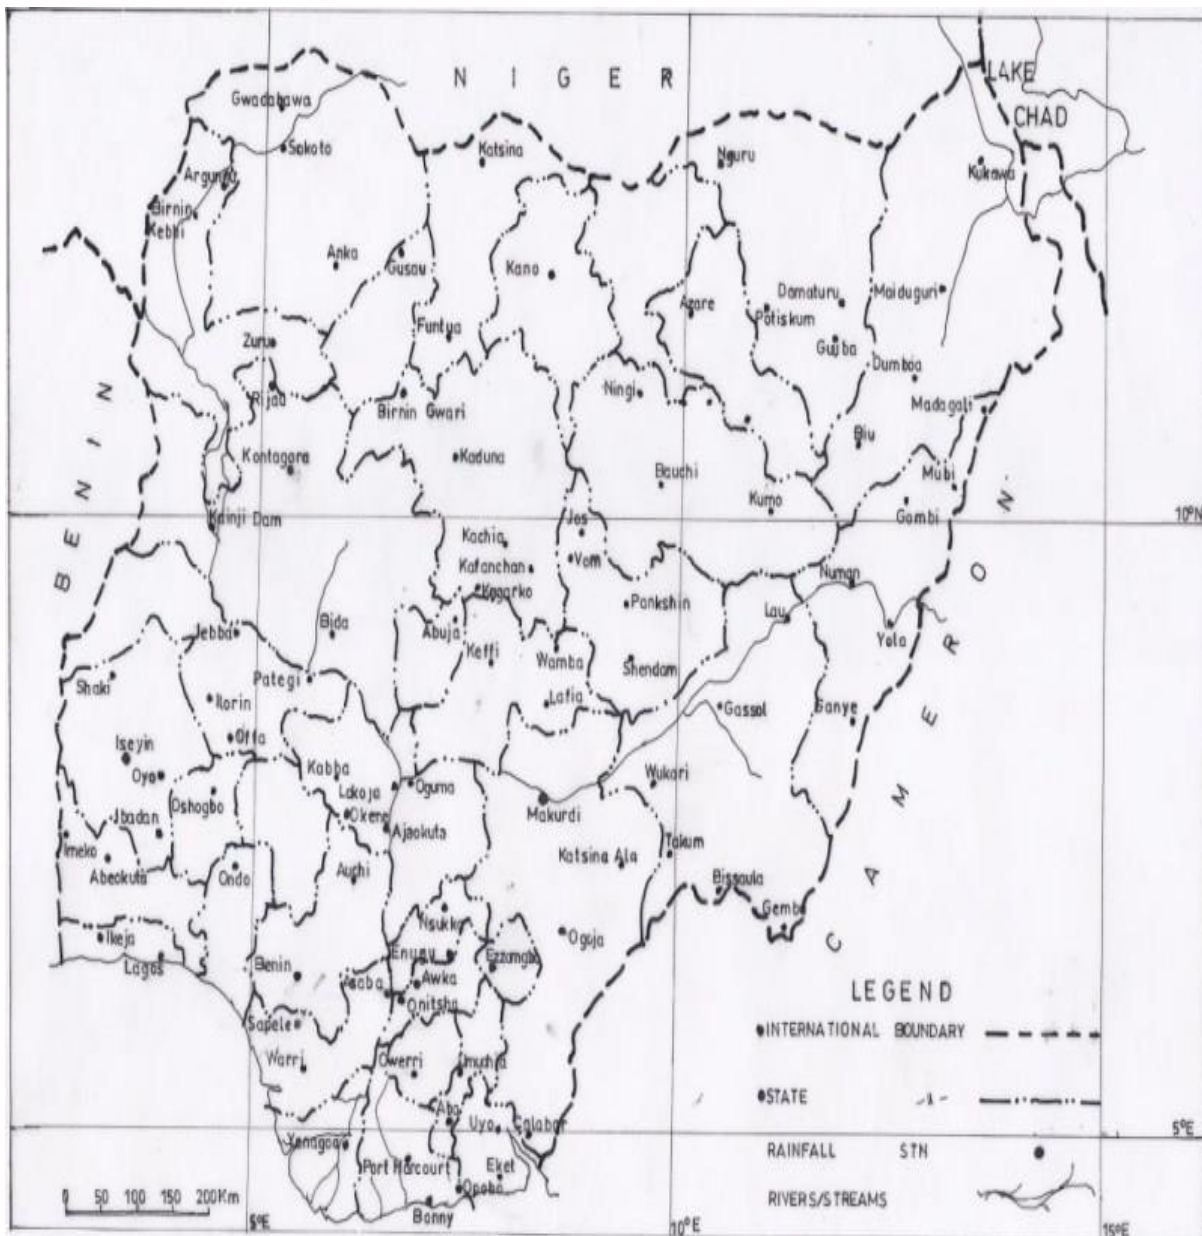 N I G E R
LAKE
CHAD
Gwadabawa
Sokoto
Katsina
Nguru
Kukawa
Argungu
Birnin
Kebbi
Anka
Gusau
Kano
Azare
Damaturu
Potiskum
Maiduguri
Gujba
Zuru
Funtua
Dumboa
Rijau
Birnin Gwari
Ningi
Madagali
BENIN
Kontagora
Kaduna
Bauchi
Biu
Mubi
Kumo
Gombi
Kainji Dam
Jos
10°N
Kachia
Kafanchan
Vom
Kagarko
Pankshin
Numan
Lau
Jebba
Bida
Abuja
Keffi
Wamba
Yola
Shaki
Pategi
Shendam
Ilorin
Lafia
Gassol
Ganye
Offa
Iseyin
Oyo
Kabba
Oshogbo
Lokoja
Oguma
Wukari
Okene
Makurdi
Ibadan
Ajaokuta
Imeko
Abeokuta
Ondo
Auchi
Katsina Ala
Takum
Bissaula
Gemb
CAMERON
Nsukka
Ikeja
Lagos
Benin
Enugu
Ezzamgbo
Ogoja
Asaba
Awka
Onitsha
LEGEND
Sapele
INTERNATIONAL BOUNDARY
Warri
Owerri
Umudhia
STATE
Aba
Uyo
Calabar
5°E
Yenagoa
Port Harcourt
Eket
RAINFALL STN
Opobo
Bonny
RIVERS/STREAMS
0 50 100 150 200Km
5°E
10°E
15°E